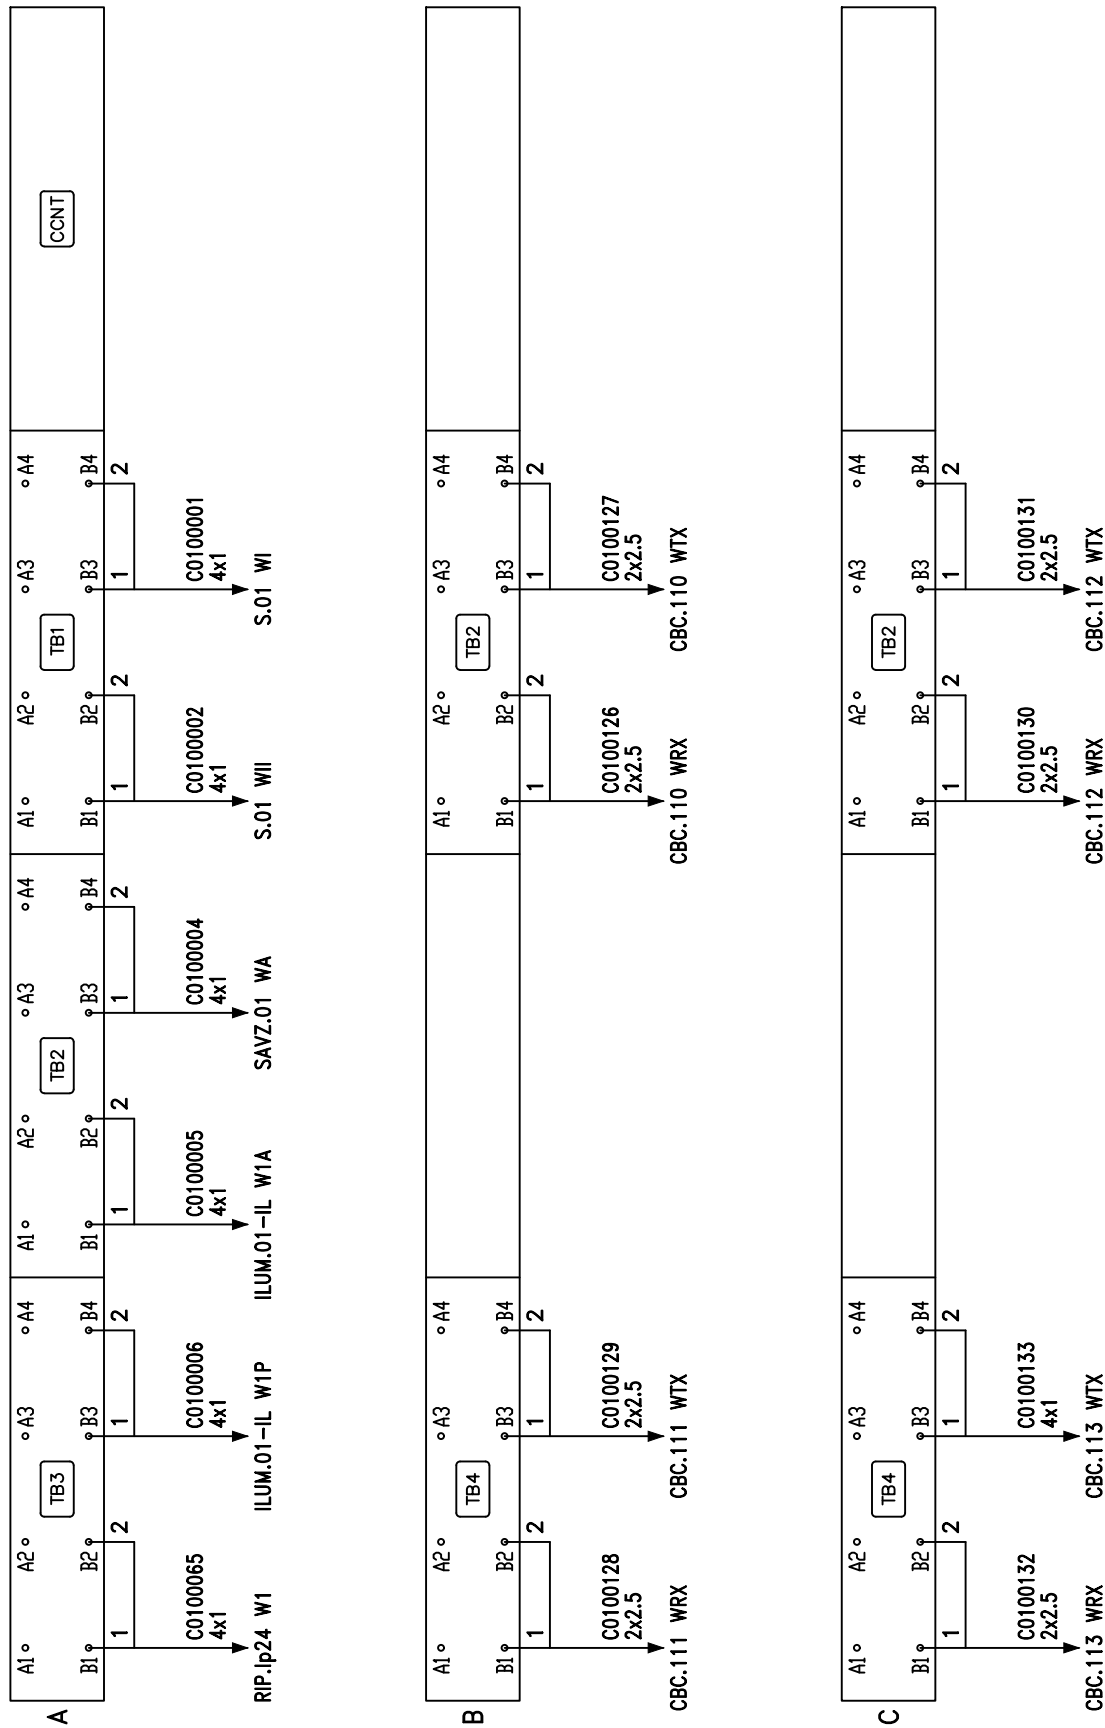 A
A1
A2
A3
A4
A1
A2
A3
A4
A1
A2
A3
A4
TB3
TB2
TB1
CCNT
B1
B2
B3
B4
B1
B2
B3
B4
B1
B2
B3
B4
1
2
1
2
1
2
1
2
1
2
1
2
C0100065
4x1
C0100006
4x1
C0100005
4x1
C0100004
4x1
C0100002
4x1
C0100001
4x1
RIP.Ip24 W1
ILUM.01-IL W1P
ILUM.01-IL W1A
SAVZ.01 WA
S.01 WII
S.01 WI
B
A1
A2
A3
A4
A1
A2
A3
A4
TB4
TB2
B1
B2
B3
B4
B1
B2
B3
B4
1
2
1
2
1
2
1
2
C0100128
2x2.5
C0100129
2x2.5
C0100126
2x2.5
C0100127
2x2.5
CBC.111 WRX
CBC.111 WTX
CBC.110 WRX
CBC.110 WTX
C
A1
A2
A3
A4
A1
A2
A3
A4
TB4
TB2
B1
B2
B3
B4
B1
B2
B3
B4
1
2
1
2
1
2
1
2
C0100132
2x2.5
C0100133
4x1
C0100130
2x2.5
C0100131
2x2.5
CBC.113 WRX
CBC.113 WTX
CBC.112 WRX
CBC.112 WTX